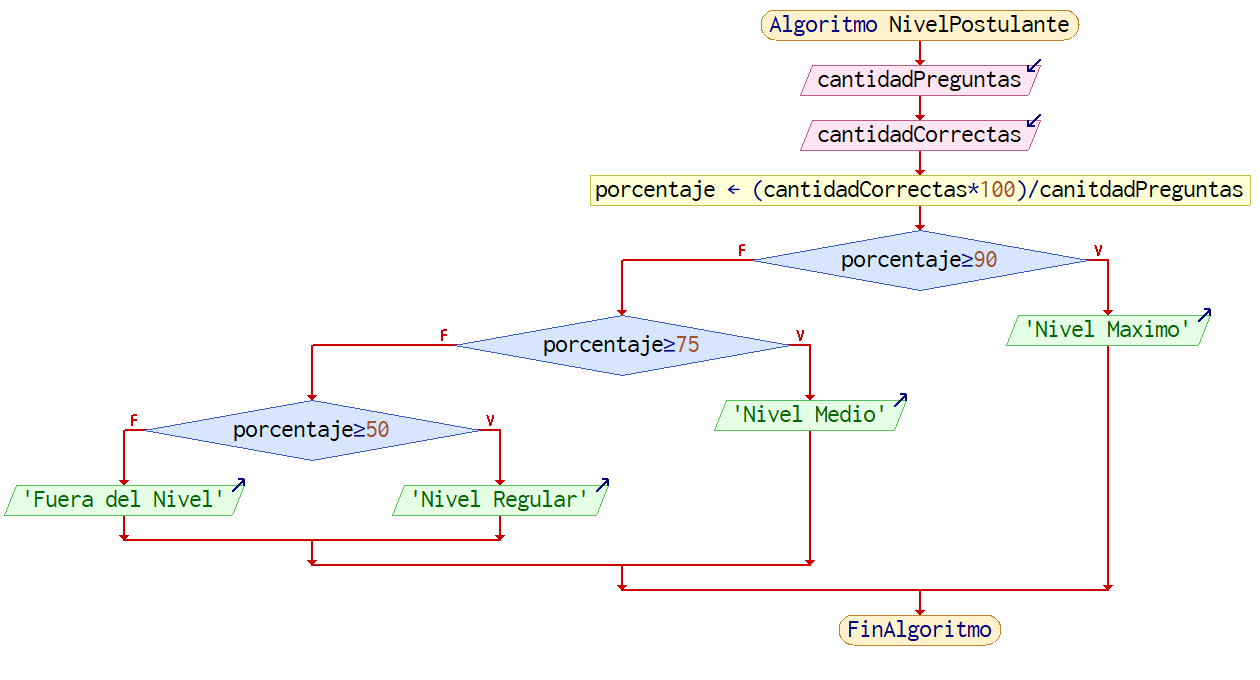 Algoritmo NivelPostulante
cantidadPreguntas
cantidadCorrectas
porcentaje ← (cantidadCorrectas*100)/canitdadPreguntas
porcentaje≥90
F
V
porcentaje≥75
F
V
'Nivel Maximo'
porcentaje≥50
F
V
'Nivel Medio'
'Fuera del Nivel'
'Nivel Regular'
FinAlgoritmo